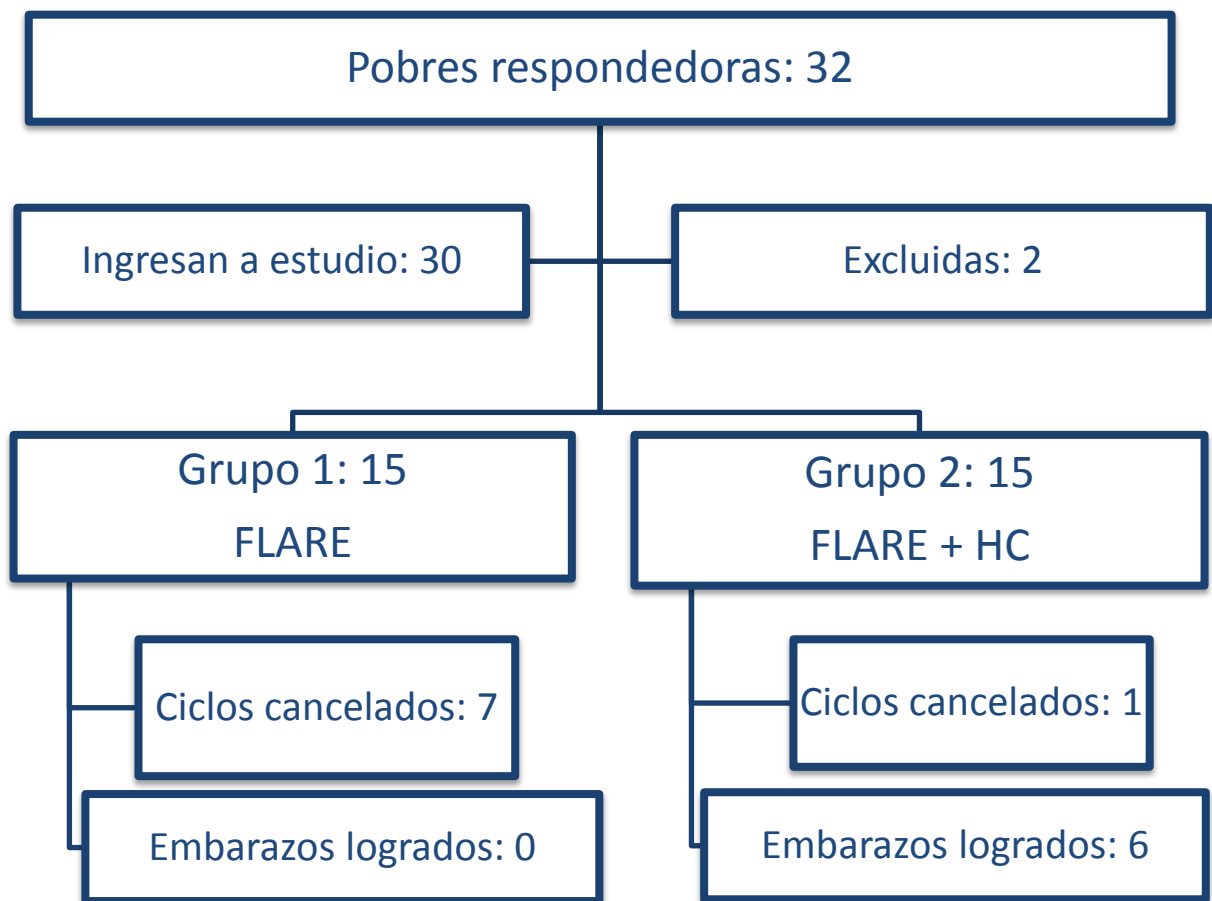 Pobres respondedoras: 32
Ingresan a estudio: 30
Excluidas: 2
Grupo 1: 15
FLARE
Grupo 2: 15
FLARE + HC
Ciclos cancelados: 7
Ciclos cancelados: 1
Embarazos logrados: 0
Embarazos logrados: 6